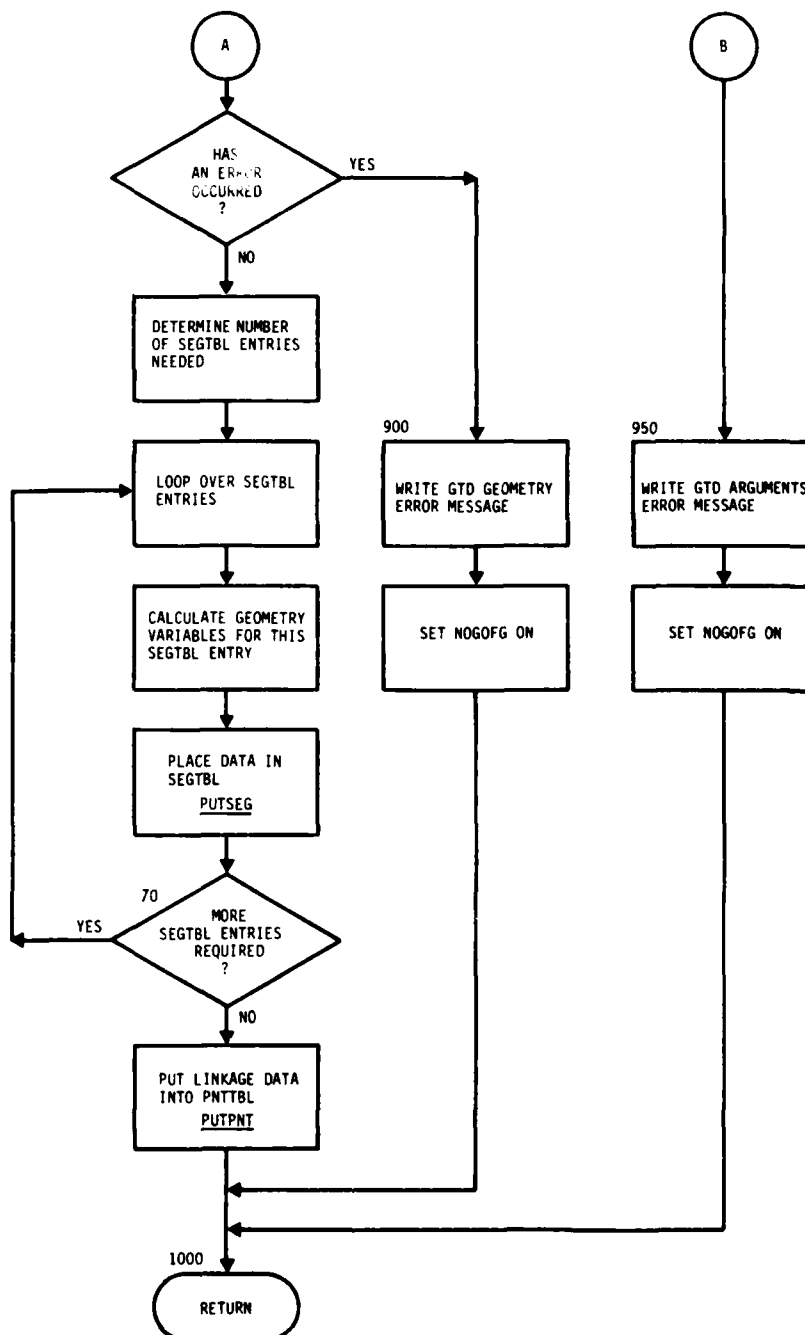 A
HAS
AN ERROR
OCCURRED
?
YES
NO
DETERMINE NUMBER
OF SEGTBL ENTRIES
NEEDED
LOOP OVER SEGTBL
ENTRIES
CALCULATE GEOMETRY
VARIABLES FOR THIS
SEGTBL ENTRY
PLACE DATA IN
SEGTBL
PUTSEG
70
MORE
SEGTBL ENTRIES
REQUIRED
?
YES
NO
PUT LINKAGE DATA
INTO PNTTBL
PUTPNT
1000
RETURN
900
WRITE GTD GEOMETRY
ERROR MESSAGE
SET NOGOFG ON
B
950
WRITE GTD ARGUMENTS
ERROR MESSAGE
SET NOGOFG ON